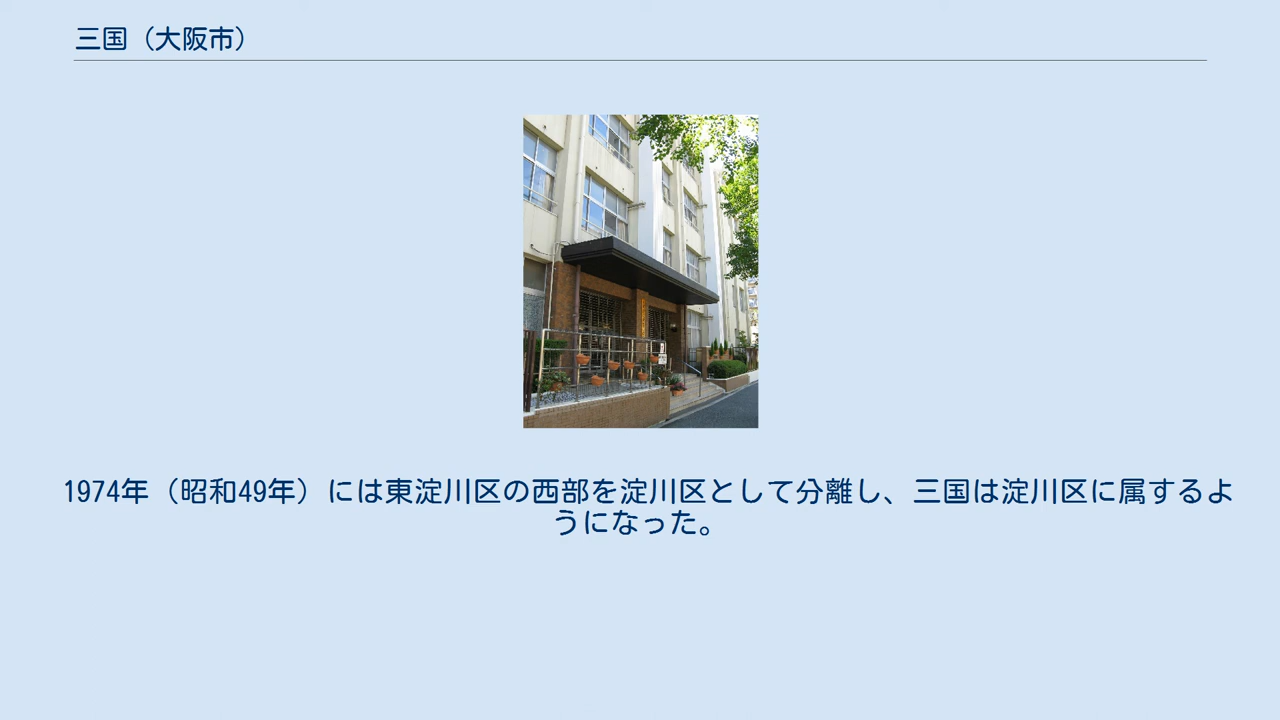 三国（大阪市）
1974年（昭和49年）には東淀川区の西部を淀川区として分離し、三国は淀川区に属するよ
うになった。